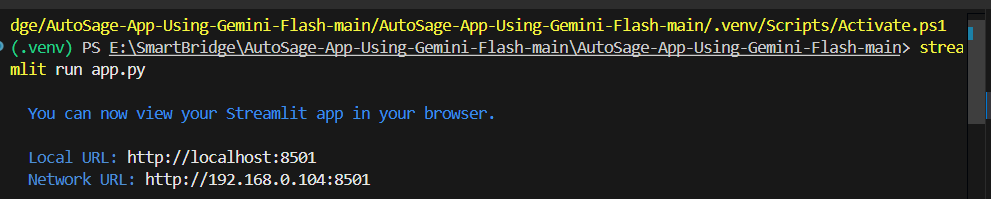 dge/AutoSage-App-Using-Gemini-Flash-main/AutoSage-App-Using-Gemini-Flash-main/.venv/Scripts/Activate.ps1
(.venv) PS E:\SmartBridge\AutoSage-App-Using-Gemini-Flash-main\AutoSage-App-Using-Gemini-Flash-main> strea
mlit run app.py
You can now view your Streamlit app in your browser.
Local URL: http://localhost:8501
Network URL: http://192.168.0.104:8501